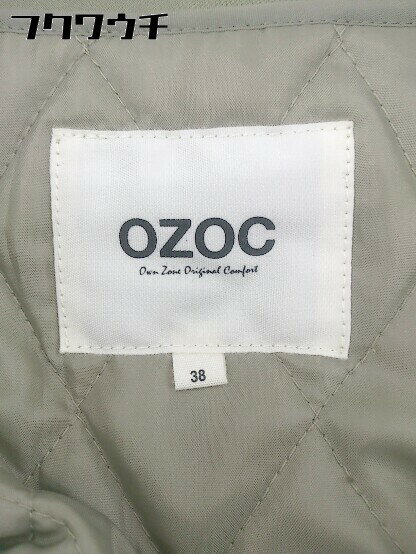 フクワウチ
OZOC
Own Zone Original Comfort
38